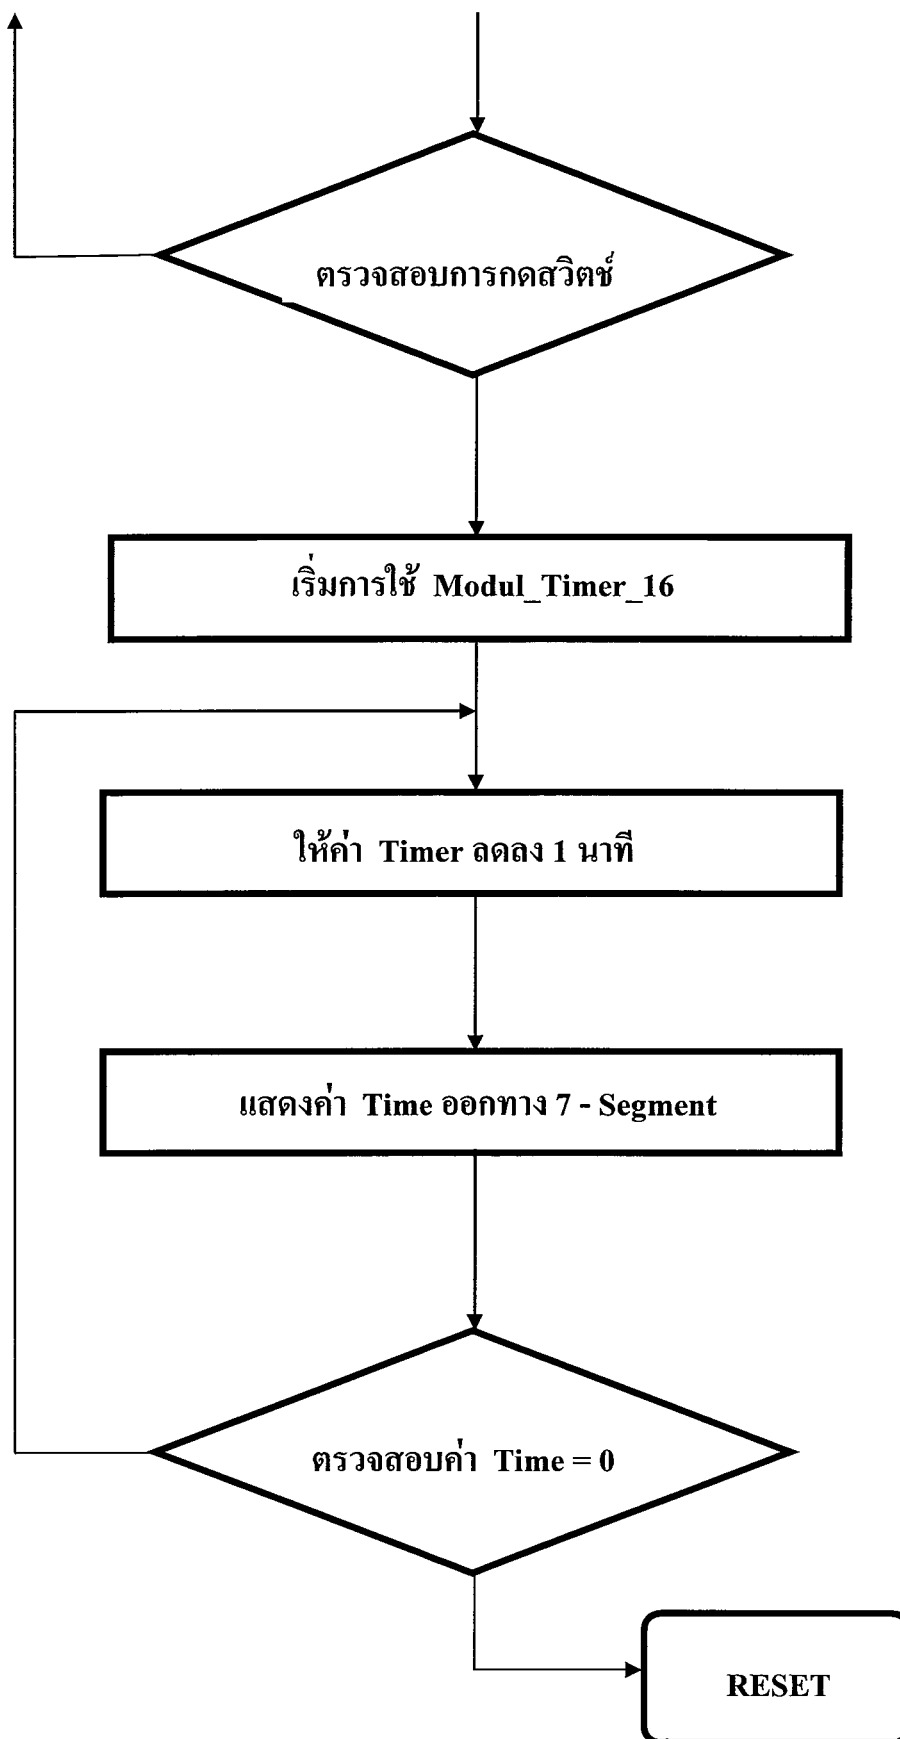 ตรวจสอบการกดสวิตช์
เริ่มการใช้ Modul_Timer_16
ให้ค่า Timer ลดลง 1 นาที
แสดงค่า Time ออกทาง 7 - Segment
ตรวจสอบค่า Time = 0
RESET